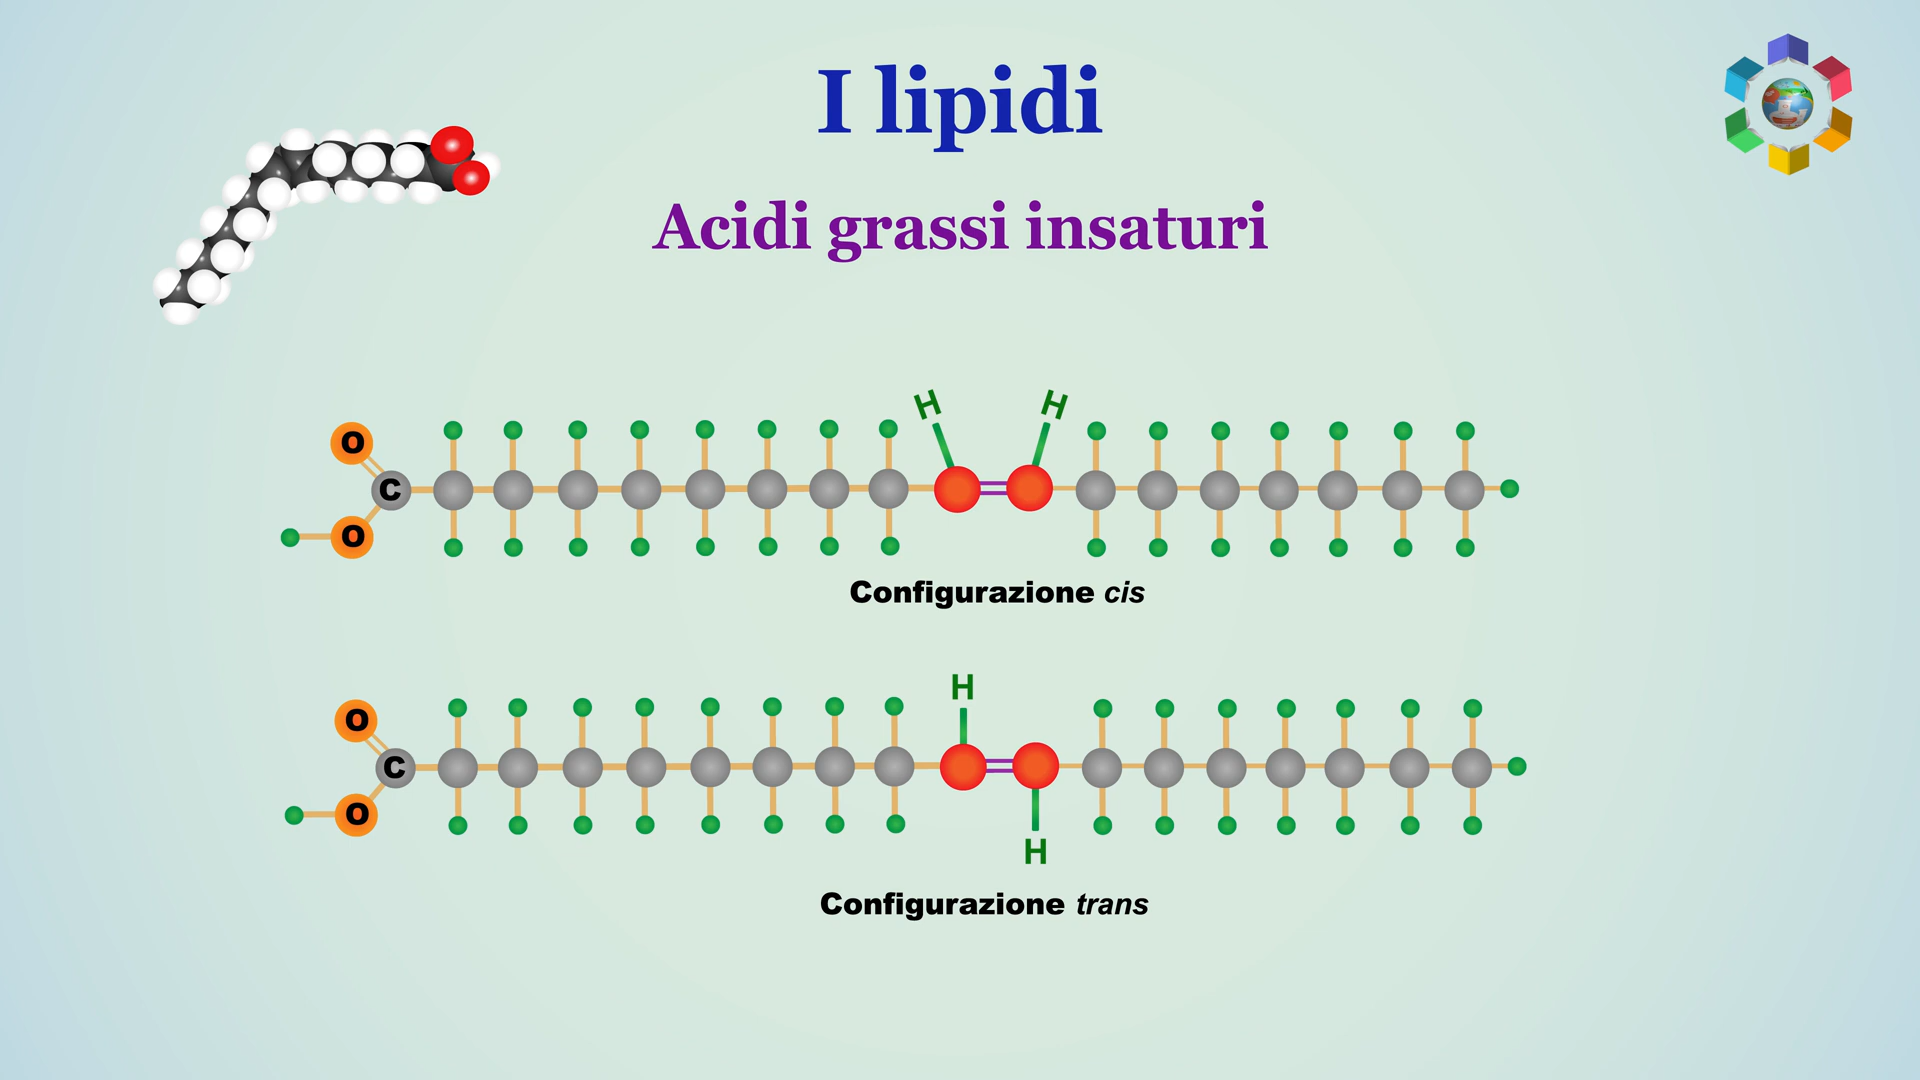 I lipidi
Acidi grassi insaturi
H H
O
C
O
Configurazione cis
H
O
C
O
H
Configurazione trans